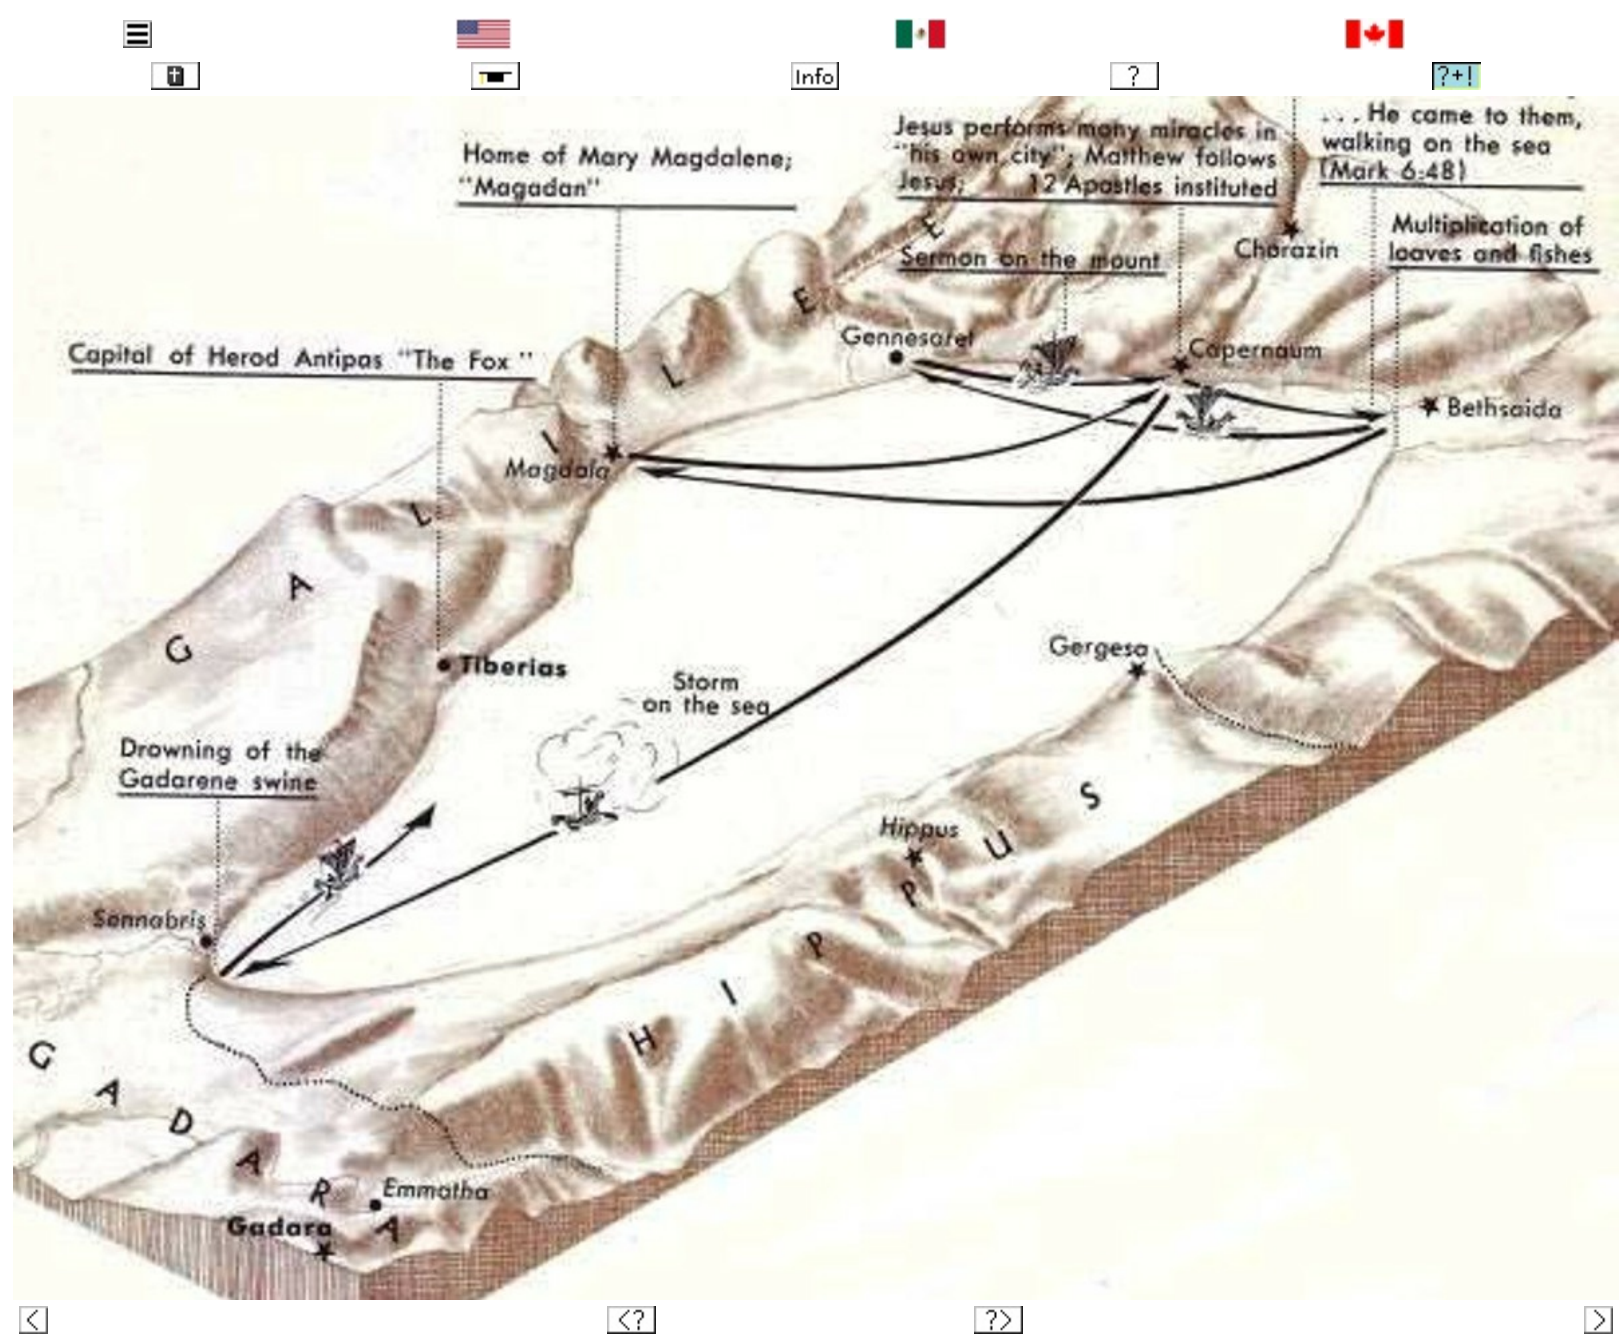 Info
?
?+!
... He came to them,
walking on the sea
(Mark 6:48)
Jesus performs many miracles in
"his own city"; Matthew follows
Jesus; 12 Apostles instituted
Home of Mary Magdalene;
"Magadan"
Multiplication of
loaves and fishes
Chorazin
Sermon on the mount
Gennesaret
Capernaum
Capital of Herod Antipas "The Fox"
Bethsaida
Magdala
GALILEE
Gergesa
Tiberias
Storm
on the sea
Drowning of the
Gadarene swine
Hippus
HIPPUS
Sennabris
GADARA
Emmatha
Gadara
<
<?
?>
>